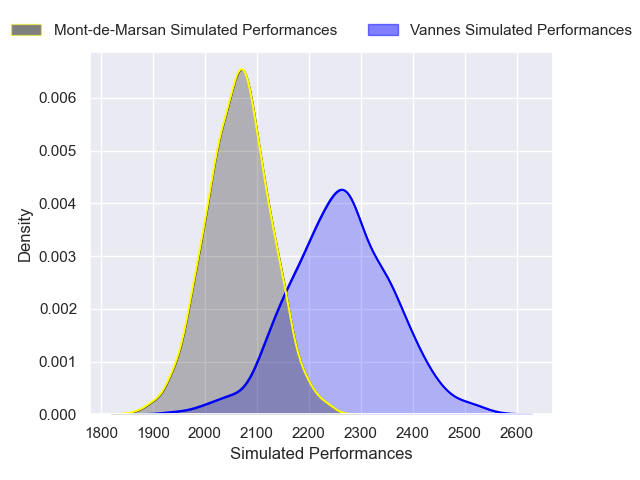 Mont-de-Marsan Simulated Performances Vannes Simulated Performances
0.006
0.005
0.004
0.003
0.002
0.001
0.000
Density
1800 1900 2000 2100 2200 2300 2400 2500 2600
Simulated Performances